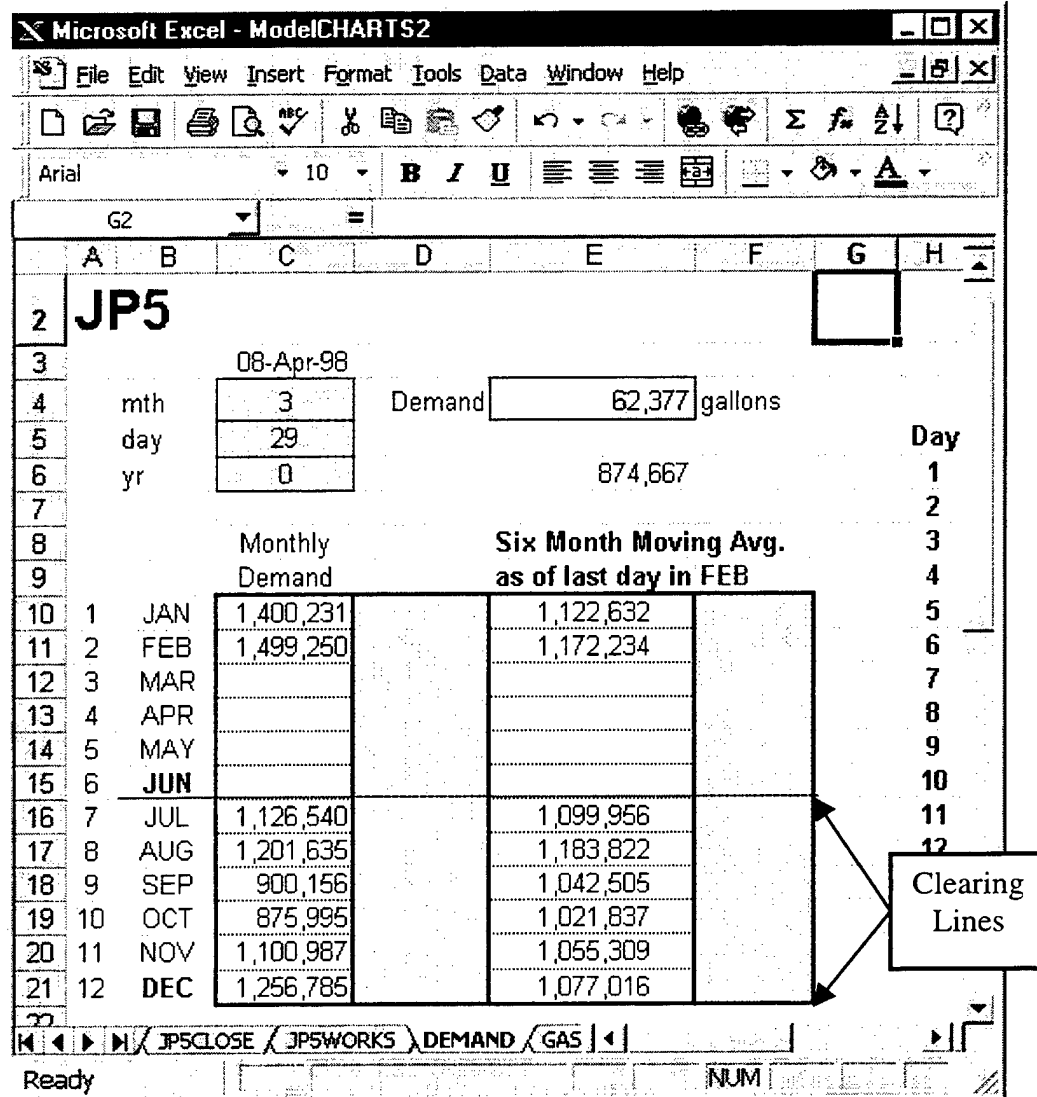 Microsoft Excel - ModelCHARTS2
File Edit View Insert Format Tools Data Window Help
Arial 10 B I U
G2 =
A B C D E F G H
2 JP5
3 08-Apr-98
4 mth 3 Demand 62,377 gallons
5 day 29 Day
6 yr 0 874,667 1
7 2
8 Monthly Six Month Moving Avg. 3
9 Demand as of last day in FEB 4
10 1 JAN 1,400,231 1,122,632 5
11 2 FEB 1,499,250 1,172,234 6
12 3 MAR 7
13 4 APR 8
14 5 MAY 9
15 6 JUN 10
16 7 JUL 1,126,540 1,099,956 11
17 8 AUG 1,201,635 1,183,822 12
18 9 SEP 900,156 1,042,505
19 10 OCT 875,995 1,021,837
20 11 NOV 1,100,987 1,055,309
21 12 DEC 1,256,785 1,077,016
22
Clearing
Lines
JP5CLOSE JP5WORKS DEMAND GAS
Ready NUM